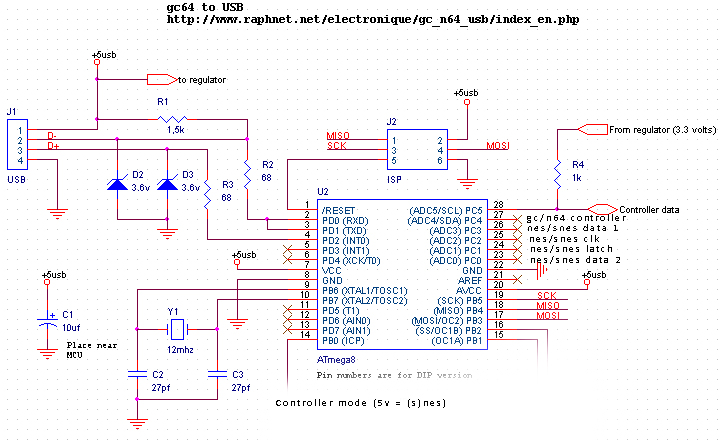 gc64 to USB
http://www.raphnet.net/electronique/gc_n64_usb/index_en.php
+5usb
to regulator
J1
1
2
3
4
USB
D-
D+
R1
1,5k
D2
3.6v
D3
3.6v
R3
68
R2
68
J2
MISO
SCK
1
3
5
2
4
6
MOSI
ISP
+5usb
From regulator (3.3 volts)
R4
1k
Controller data
gc/n64 controller
nes/snes data 1
nes/snes clk
nes/snes latch
nes/snes data 2
U2
1 /RESET (ADC5/SCL) PC5 28
2 PD0 (RXD) (ADC4/SDA) PC4 27
3 PD1 (TXD) (ADC3) PC3 26
4 PD2 (INT0) (ADC2) PC2 25
5 PD3 (INT1) (ADC1) PC1 24
6 PD4 (XCK/T0) (ADC0) PC0 23
7 VCC GND 22
8 GND AREF 21
9 PB6 (XTAL1/TOSC1) AVCC 20
10 PB7 (XTAL2/TOSC2) (SCK) PB5 19
11 PD5 (T1) (MISO) PB4 18
12 PD6 (AIN0) (MOSI/OC2) PB3 17
13 PD7 (AIN1) (SS/OC1B) PB2 16
14 PB0 (ICP) (OC1A) PB1 15
ATmega8
Pin numbers are for DIP version
+5usb
+5usb
SCK
MISO
MOSI
+5usb
C1
10uf
Place near
MCU
Y1
12mhz
C2
27pf
C3
27pf
Controller mode (5v = (s)nes)